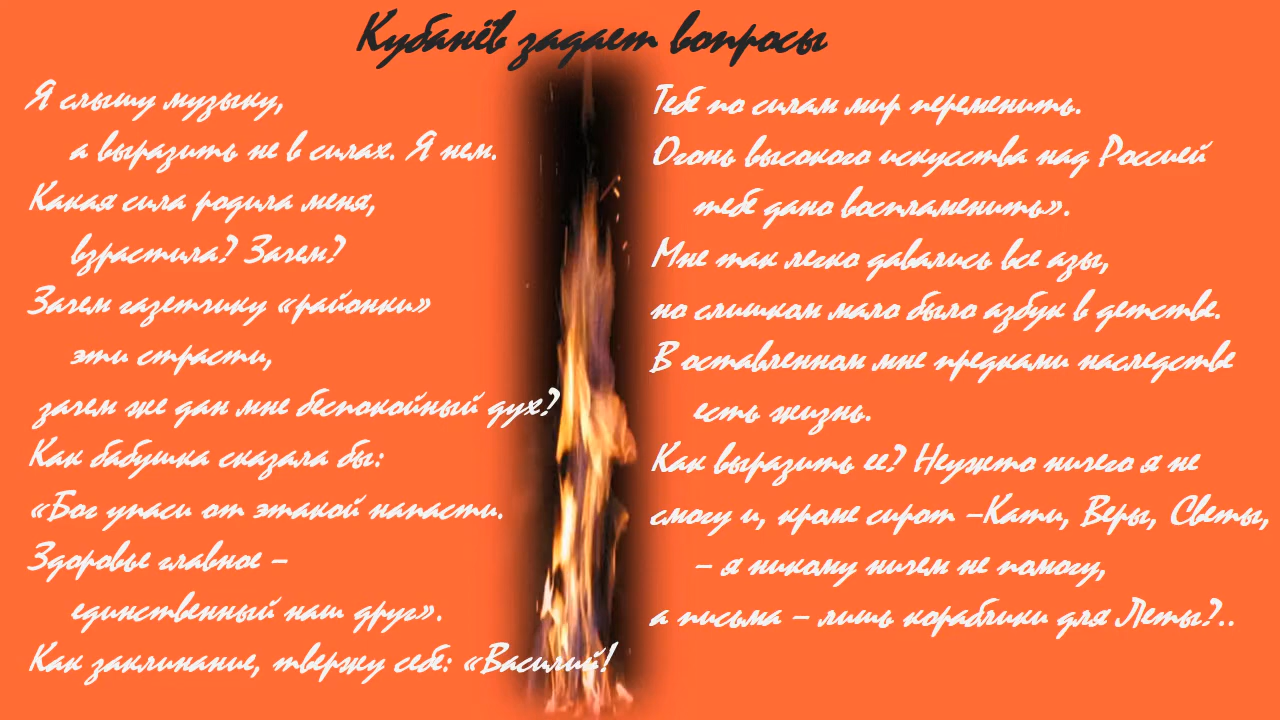 Кубанёв задает вопросы
Я слышу музыку,
а выразить не в силах. Я нем.
Какая сила родила меня,
взрастила? Зачем?
Зачем газетчику «районки»
эти страсти,
зачем же дан мне беспокойный дух?
Как бабушка сказала бы:
«Бог упаси от этакой напасти.
Здоровье главное –
единственный наш друг».
Как заклинание, твержу себе: «Василий!
Тебе по силам мир переменить.
Огонь высокого искусства над Россией
тебе дано воспламенить».
Мне так легко давались все азы,
но слишком мало было азбук в детстве.
В оставленном мне предками наследстве
есть жизнь.
Как выразить ее? Неужто ничего я не
смогу и, кроме сирот –Кати, Веры, Светы,
– я никому ничем не помогу,
а письма – лишь кораблики для Леты?..